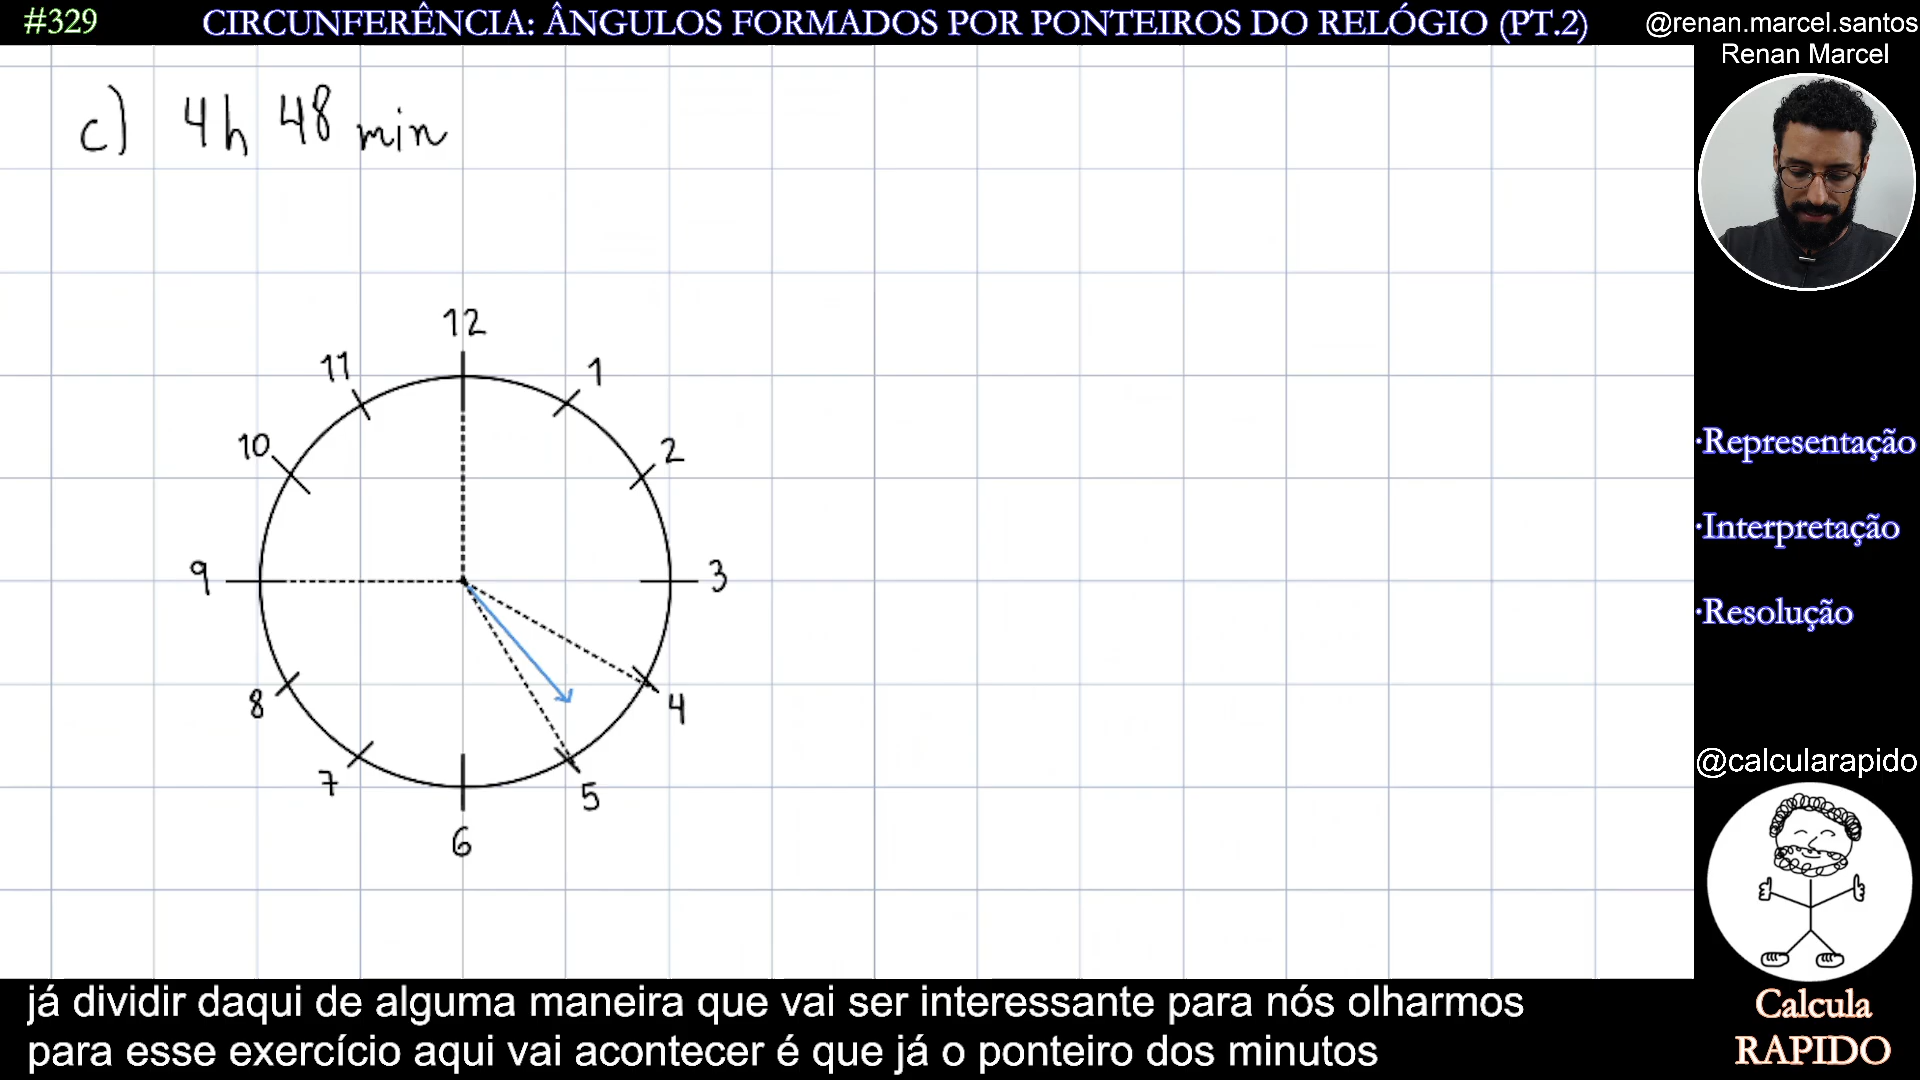 #329
CIRCUNFERÊNCIA: ÂNGULOS FORMADOS POR PONTEIROS DO RELÓGIO (PT.2)
@renan.marcel.santos
Renan Marcel
c) 4h 48 min
12
11
1
10
2
9
3
8
4
7
5
6
·Representação
·Interpretação
·Resolução
@calcularapido
Calcula
RAPIDO
já dividir daqui de alguma maneira que vai ser interessante para nós olharmos
para esse exercício aqui vai acontecer é que já o ponteiro dos minutos